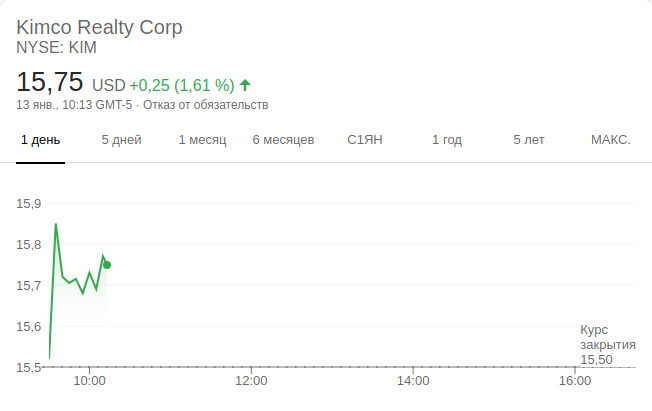 Kimco Realty Corp
NYSE: KIM
15,75 USD +0,25 (1,61 %)
13 янв., 10:13 GMT-5 · Отказ от обязательств
1 день 5 дней 1 месяц 6 месяцев С1ЯН 1 год 5 лет МАКС.
15,9
15,8
15,7
15,6
15,5
Курс
закрытия
15,50
10:00 12:00 14:00 16:00